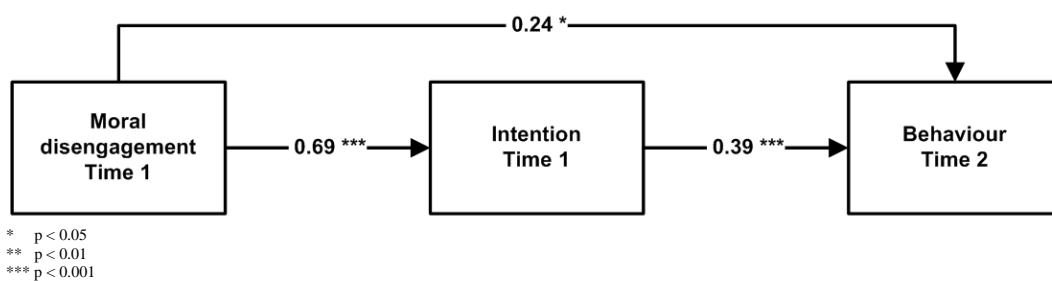 0.24 *
Moral
disengagement
Time 1
0.69 ***
Intention
Time 1
0.39 ***
Behaviour
Time 2
* p < 0.05
** p < 0.01
*** p < 0.001